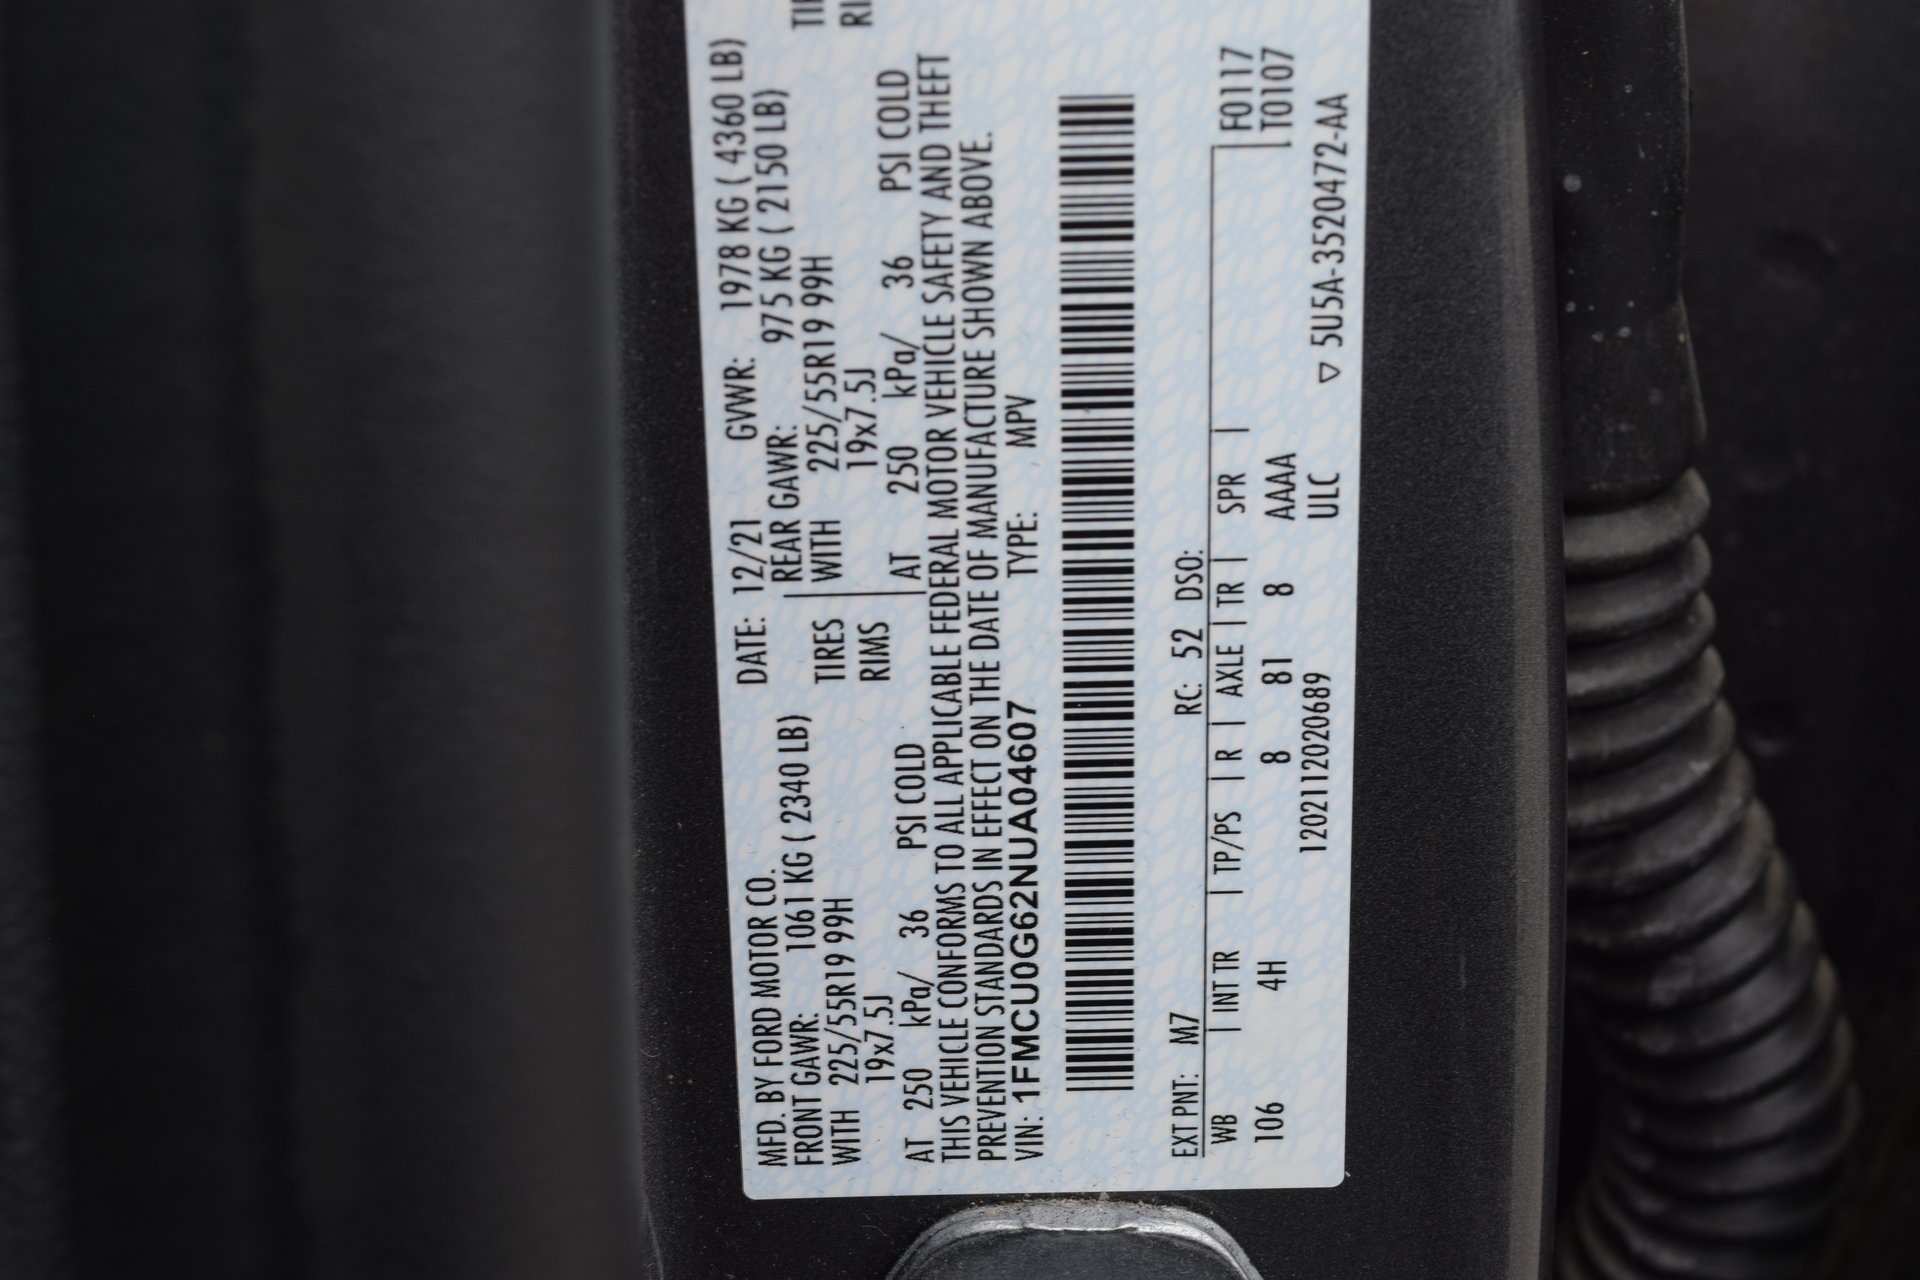 MFD. BY FORD MOTOR CO. DATE: 12/21 GVWR: 1978 KG ( 4360 LB)
FRONT GAWR: 1061 KG ( 2340 LB) REAR GAWR: 975 KG ( 2150 LB)
WITH 225/55R19 99H TIRES WITH 225/55R19 99H
19x7.5J RIMS 19x7.5J
AT 250 kPa/ 36 PSI COLD AT 250 kPa/ 36 PSI COLD
THIS VEHICLE CONFORMS TO ALL APPLICABLE FEDERAL MOTOR VEHICLE SAFETY AND THEFT
PREVENTION STANDARDS IN EFFECT ON THE DATE OF MANUFACTURE SHOWN ABOVE.
VIN: 1FMCU0G62NUA04607 TYPE: MPV
EXT PNT: M7 RC: 52 DSO:
WB | INT TR | TP/PS | R | AXLE | TR | SPR | F0117
106 4H 8 81 8 AAAA T0107
1202112020689 ULC ▽ 5U5A-3520472-AA